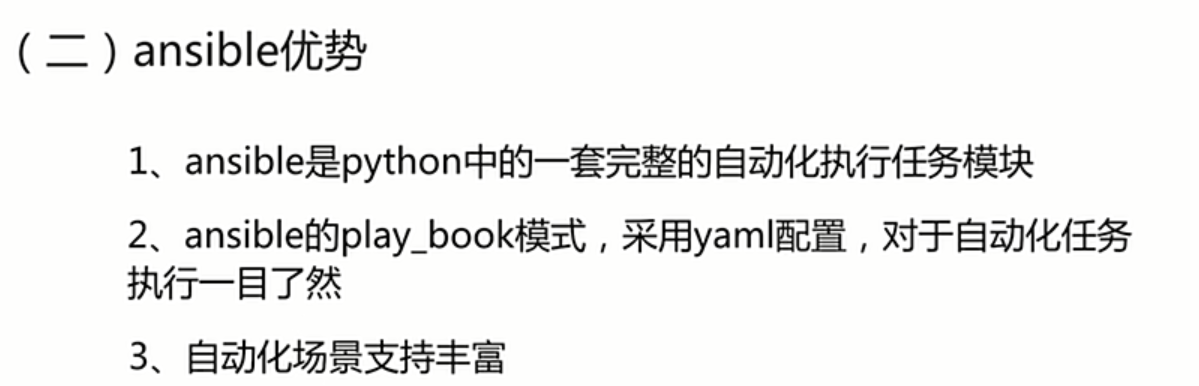 （二）ansible优势
1、ansible是python中的一套完整的自动化执行任务模块
2、ansible的play_book模式，采用yaml配置，对于自动化任务
执行一目了然
3、自动化场景支持丰富